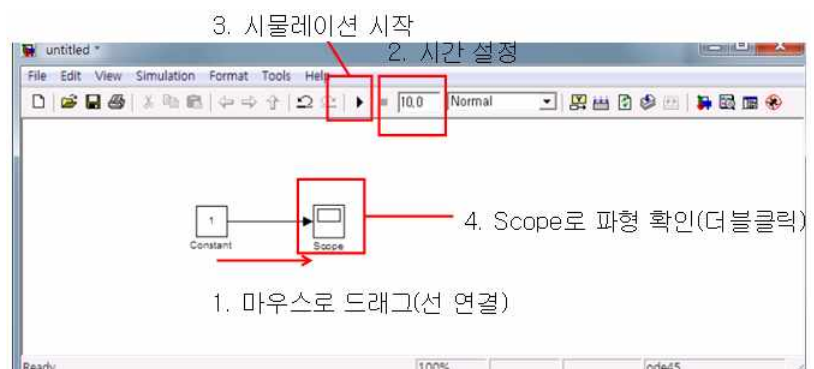 3. 시물레이션 시작
untitled *
2. 시간 설정
File Edit View Simulation Format Tools Help
10,0 Normal
1
Constant
Scope
4. Scope로 파형 확인(더블클릭)
1. 마우스로 드래그(선 연결)
Ready 100% ode45